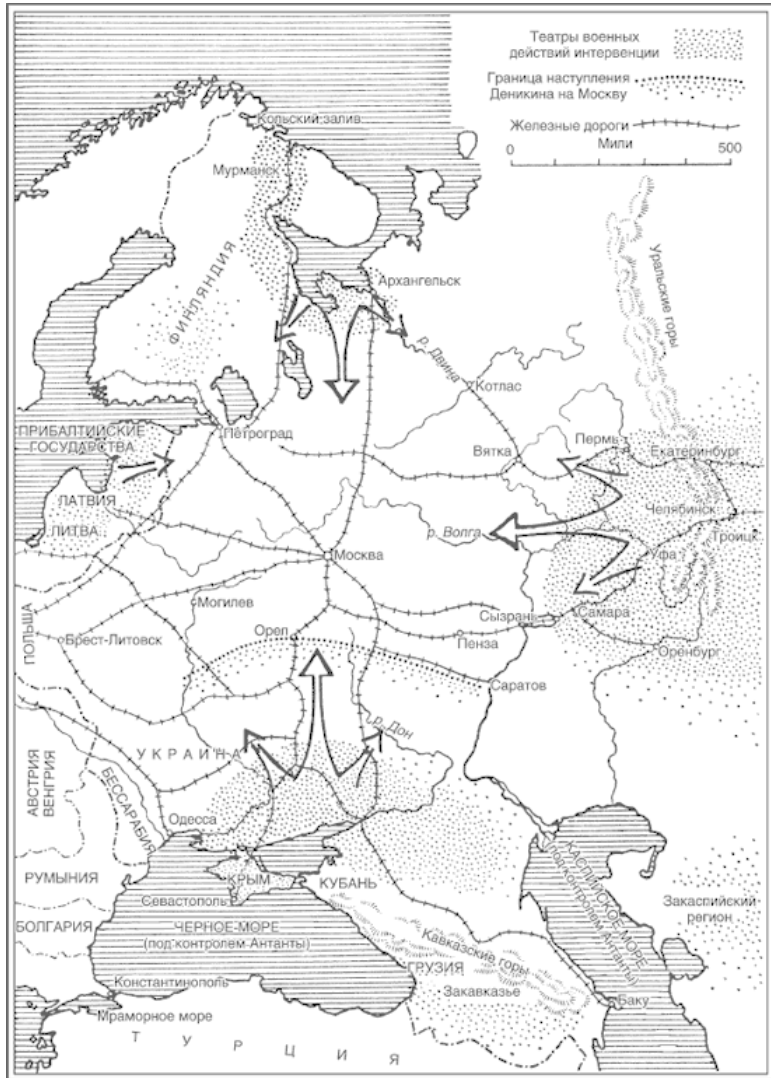 Театры военных
действий интервенции
Граница наступления
Деникина на Москву
Железные дороги
Мили
0
500
Кольский залив
Мурманск
ФИНЛЯНДИЯ
Архангельск
Уральские горы
р. Двина
Котлас
ПРИБАЛТИЙСКИЕ
ГОСУДАРСТВА
Петроград
Вятка
Пермь
Екатеринбург
ЛАТВИЯ
ЛИТВА
р. Волга
Челябинск
Троицк
Москва
Уфа
Могилев
Сызрань
Самара
ПОЛЬША
Брест-Литовск
Орел
Пенза
Оренбург
Саратов
р. Дон
УКРАИНА
АВСТРИЯ
ВЕНГРИЯ
БЕССАРАБИЯ
Одесса
РУМЫНИЯ
КРЫМ
КУБАНЬ
КАСПИЙСКОЕ МОРЕ
(под контролем Антанты)
Закаспийский
регион
Севастополь
БОЛГАРИЯ
ЧЕРНОЕ МОРЕ
(под контролем Антанты)
Кавказские горы
ГРУЗИЯ
Закавказье
Константинополь
Баку
Мраморное море
ТУРЦИЯ